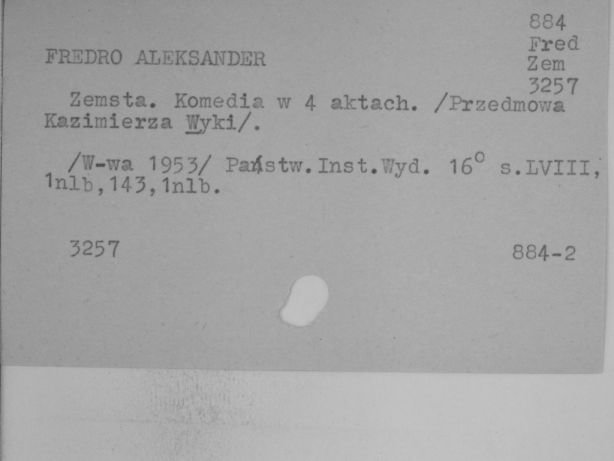 884
Fred
FREDRO ALEKSANDER
Zem
3257
Zemsta. Komedia w 4 aktach. /Przedmowa
Kazimierza Wyki/.
/W-wa 1953/ Państw.Inst.Wyd. 16° s.LVIII,
1nlb,143,1nlb.
3257 884-2